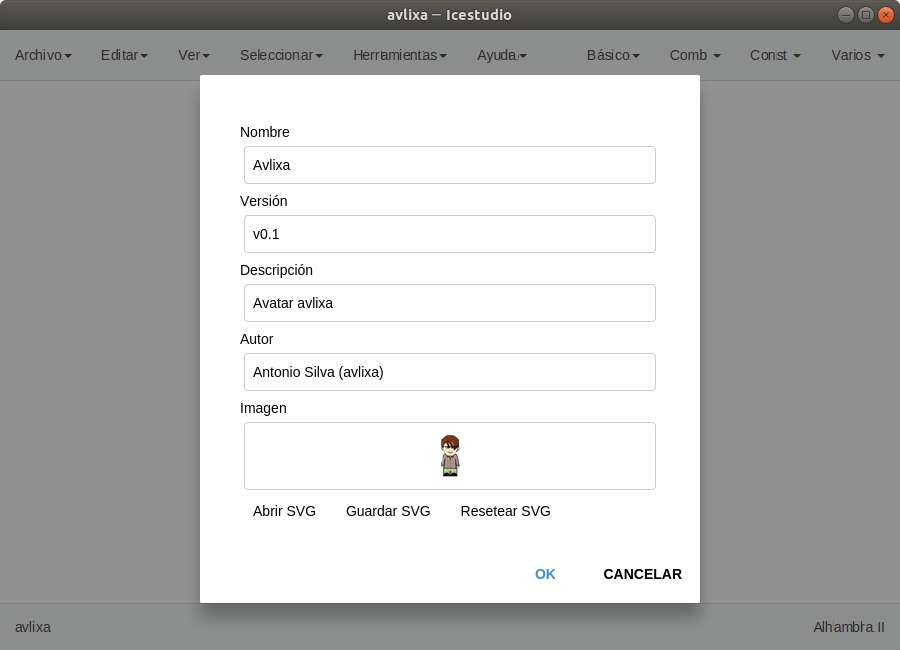 avlixa – Icestudio
Archivo Editar Ver Seleccionar Herramientas Ayuda Básico Comb Const Varios
Nombre
Avlixa
Versión
v0.1
Descripción
Avatar avlixa
Autor
Antonio Silva (avlixa)
Imagen
Abrir SVG Guardar SVG Resetear SVG
OK CANCELAR
avlixa Alhambra II